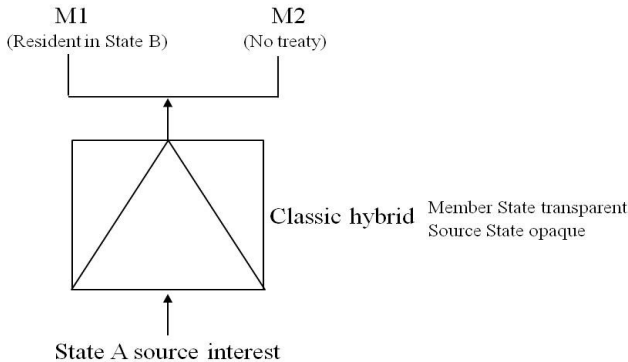 M1
M2
(Resident in State B)
(No treaty)
Classic hybrid
Member State transparent
Source State opaque
State A source interest